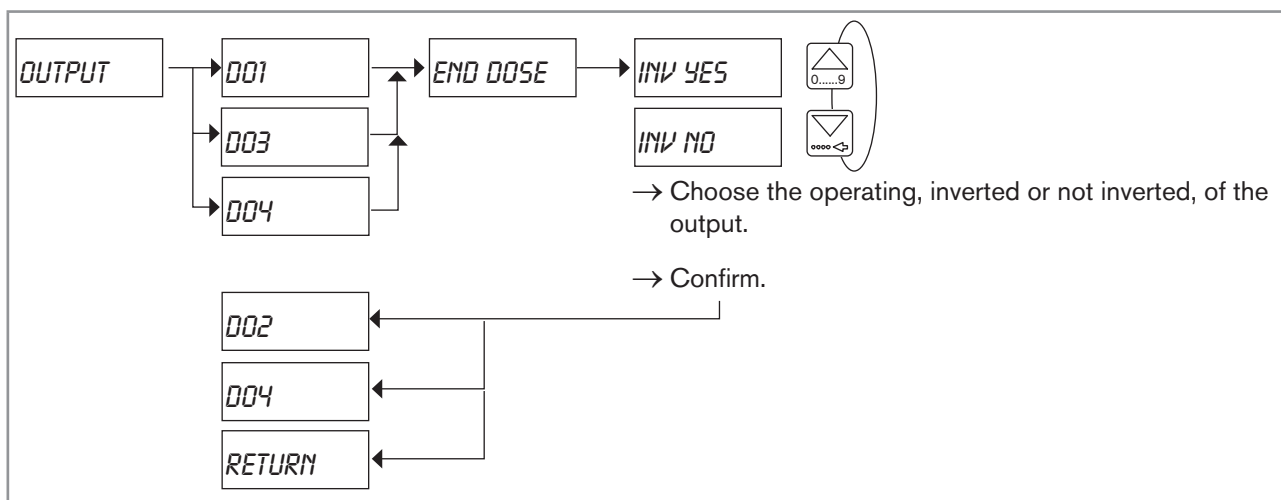 OUTPUT
DO1
END DOSE
INV YES
0......9
DO3
INV NO
DO4
→ Choose the operating, inverted or not inverted, of the
output.
→ Confirm.
DO2
DO4
RETURN